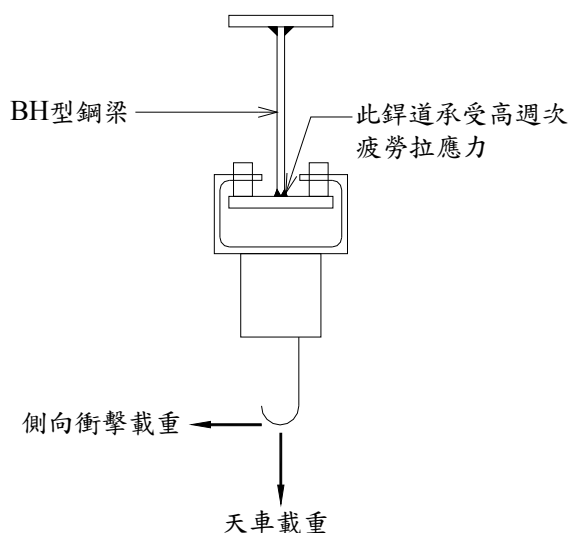 BH型鋼梁
此銲道承受高週次
疲勞拉應力
側向衝擊載重
天車載重